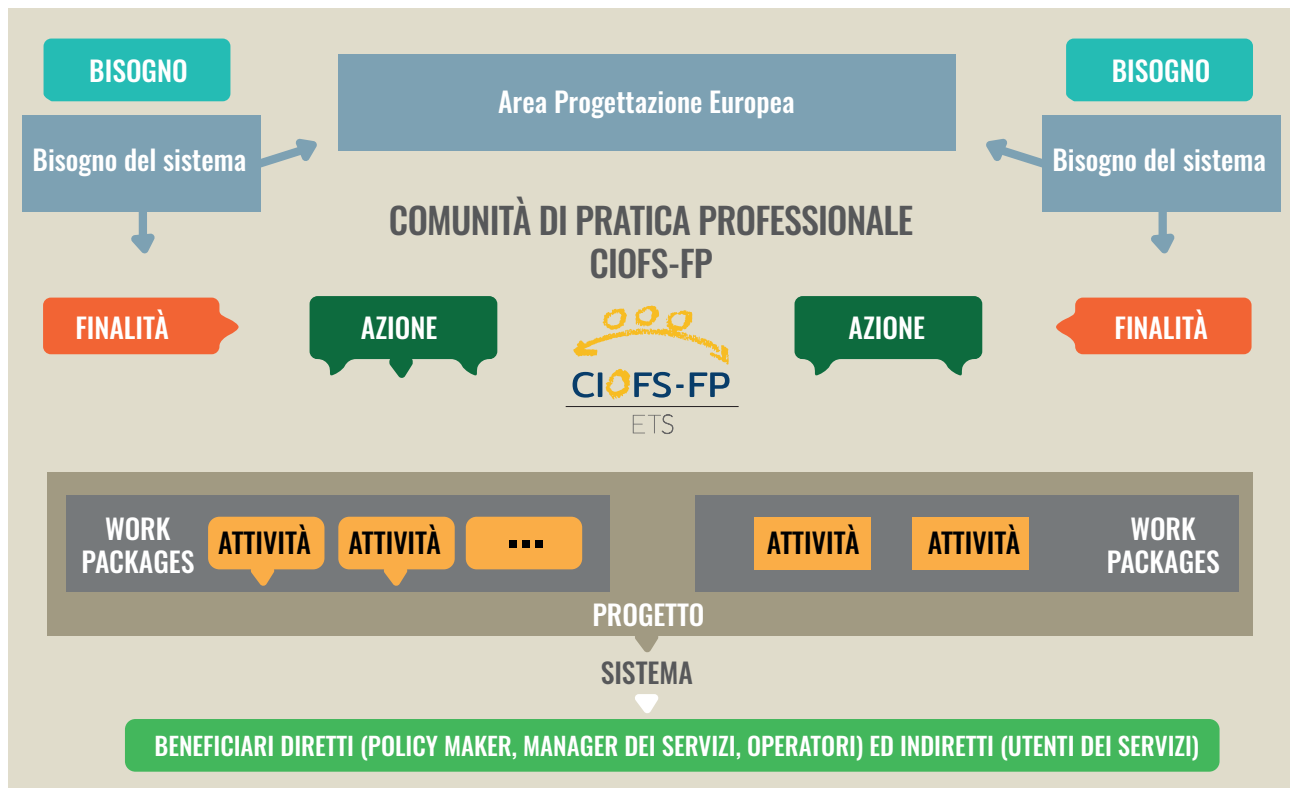 BISOGNO
Area Progettazione Europea
BISOGNO
Bisogno del sistema
Bisogno del sistema
COMUNITÀ DI PRATICA PROFESSIONALE
CIOFS-FP
FINALITÀ
AZIONE
AZIONE
FINALITÀ
CIOFS-FP
ETS
WORK
PACKAGES
ATTIVITÀ
ATTIVITÀ
...
ATTIVITÀ
ATTIVITÀ
WORK
PACKAGES
PROGETTO
SISTEMA
BENEFICIARI DIRETTI (POLICY MAKER, MANAGER DEI SERVIZI, OPERATORI) ED INDIRETTI (UTENTI DEI SERVIZI)